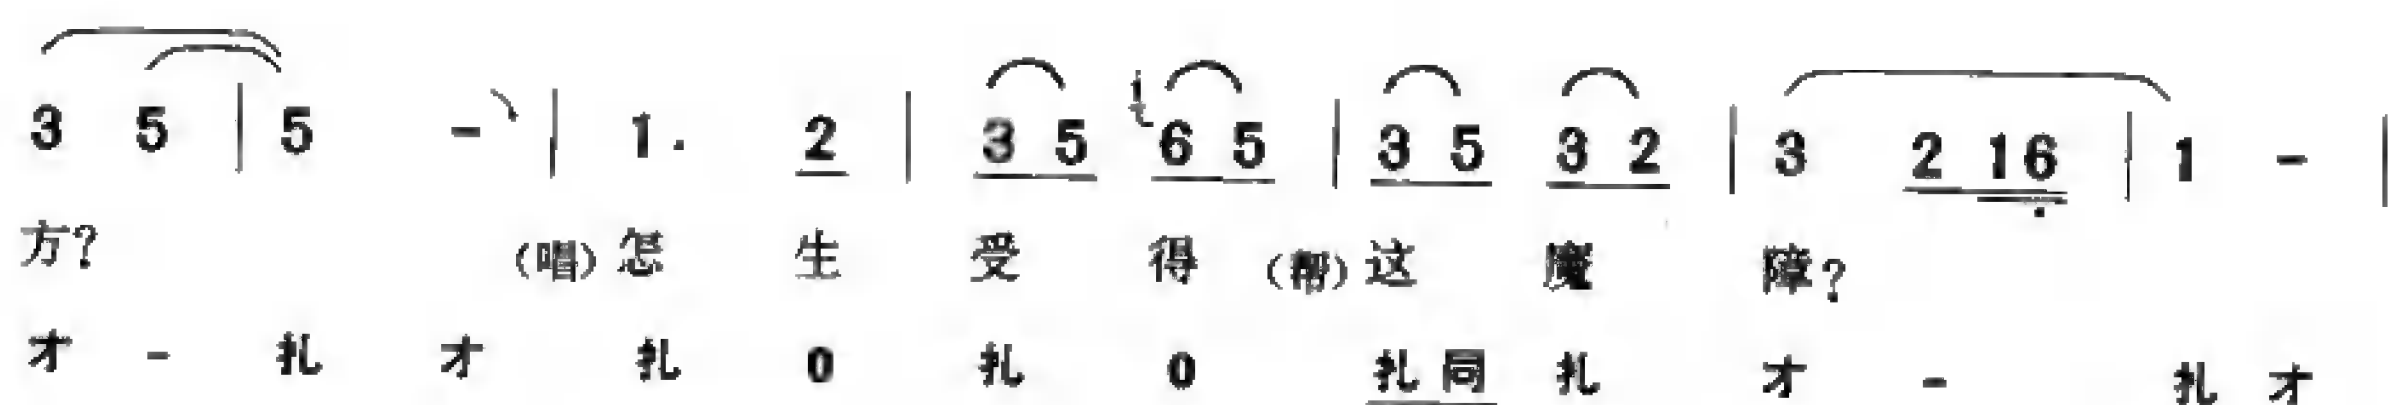 3 5 | 5 - | 1. 2 | 3 5 6 5 | 3 5 3 2 | 3 2 16 | 1 - |
方？ （唱）怎 生 受 得 （帮）这 魔 障？
才 - 扎 才 扎 0 扎 0 扎 同 扎 才 - 扎 才